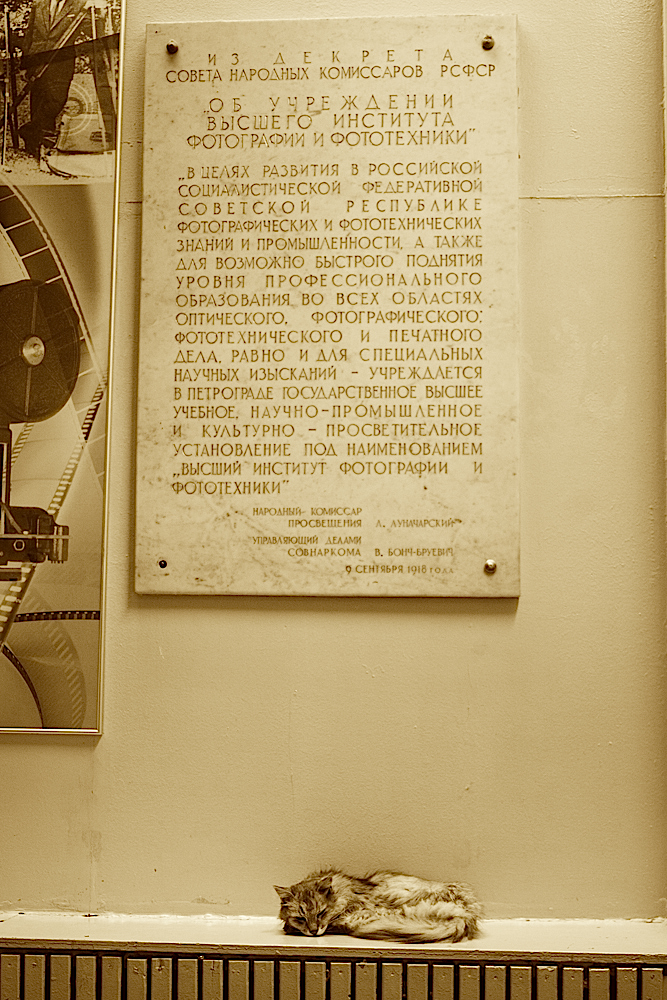 ИЗ ДЕКРЕТА
СОВЕТА НАРОДНЫХ КОМИССАРОВ РСФСР
„ОБ УЧРЕЖДЕНИИ
ВЫСШЕГО ИНСТИТУТА
ФОТОГРАФИИ И ФОТОТЕХНИКИ"
„В ЦЕЛЯХ РАЗВИТИЯ В РОССИЙСКОЙ
СОЦИАЛИСТИЧЕСКОЙ ФЕДЕРАТИВНОЙ
СОВЕТСКОЙ РЕСПУБЛИКЕ
ФОТОГРАФИЧЕСКИХ И ФОТОТЕХНИЧЕСКИХ
ЗНАНИЙ И ПРОМЫШЛЕННОСТИ, А ТАКЖЕ
ДЛЯ ВОЗМОЖНО БЫСТРОГО ПОДНЯТИЯ
УРОВНЯ ПРОФЕССИОНАЛЬНОГО
ОБРАЗОВАНИЯ ВО ВСЕХ ОБЛАСТЯХ
ОПТИЧЕСКОГО, ФОТОГРАФИЧЕСКОГО,
ФОТОТЕХНИЧЕСКОГО И ПЕЧАТНОГО
ДЕЛА, РАВНО И ДЛЯ СПЕЦИАЛЬНЫХ
НАУЧНЫХ ИЗЫСКАНИЙ – УЧРЕЖДАЕТСЯ
В ПЕТРОГРАДЕ ГОСУДАРСТВЕННОЕ ВЫСШЕЕ
УЧЕБНОЕ, НАУЧНО-ПРОМЫШЛЕННОЕ
И КУЛЬТУРНО – ПРОСВЕТИТЕЛЬНОЕ
УСТАНОВЛЕНИЕ ПОД НАИМЕНОВАНИЕМ
„ВЫСШИЙ ИНСТИТУТ ФОТОГРАФИИ И
ФОТОТЕХНИКИ"
НАРОДНЫЙ- КОМИССАР
ПРОСВЕЩЕНИЯ А. ЛУНАЧАРСКИЙ
УПРАВЛЯЮЩИЙ ДЕЛАМИ
СОВНАРКОМА В. БОНЧ-БРУЕВИЧ
9 СЕНТЯБРЯ 1918 ГОДА